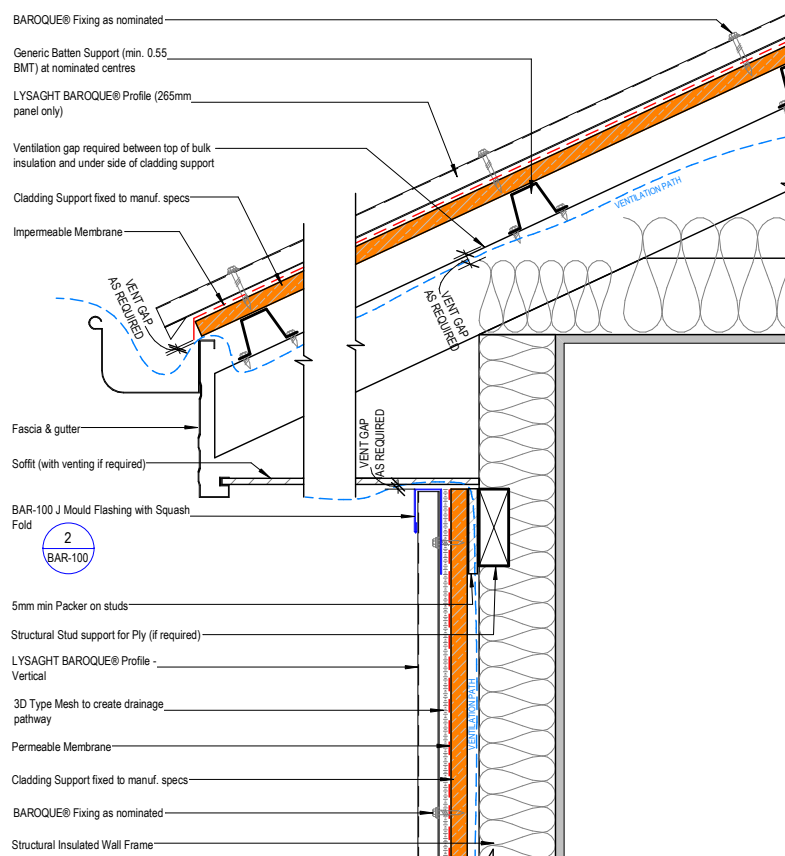 BAROQUE® Fixing as nominated
Generic Batten Support (min. 0.55
BMT) at nominated centres
LYSAGHT BAROQUE® Profile (265mm
panel only)
Ventilation gap required between top of bulk
insulation and under side of cladding support
Cladding Support fixed to manuf. specs
Impermeable Membrane
VENT GAP
AS REQUIRED
VENTILATION PATH
VENT GAP
AS REQUIRED
Fascia & gutter
Soffit (with venting if required)
VENT GAP
AS REQUIRED
BAR-100 J Mould Flashing with Squash
Fold
2
BAR-100
5mm min Packer on studs
Structural Stud support for Ply (if required)
LYSAGHT BAROQUE® Profile -
Vertical
3D Type Mesh to create drainage
pathway
VENTILATION PATH
Permeable Membrane
Cladding Support fixed to manuf. specs
BAROQUE® Fixing as nominated
Structural Insulated Wall Frame